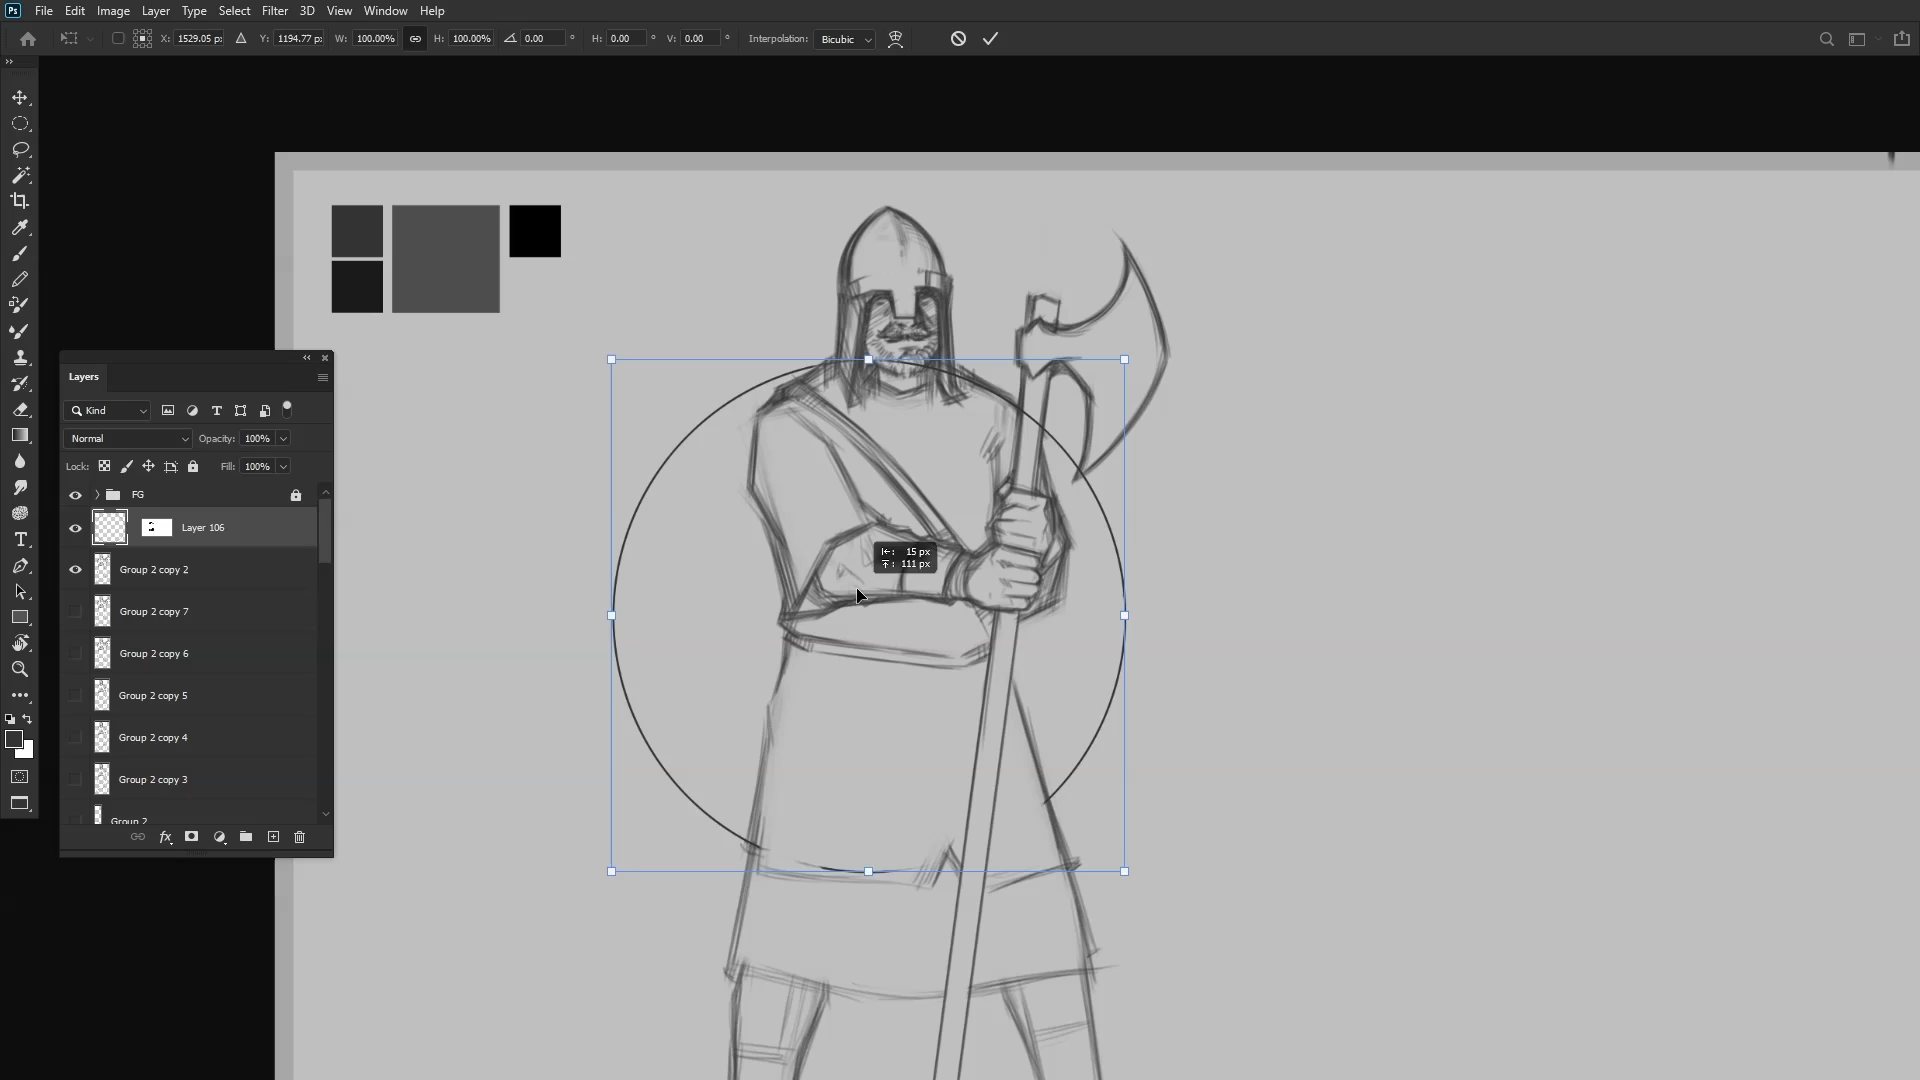 Ps File Edit Image Layer Type Select Filter 3D View Window Help
X: 1529.05 p: Y: 1194.77 p: W: 100.00% H: 100.00% 0.00 ° H: 0.00 ° V: 0.00 ° Interpolation: Bicubic
Layers
Kind
Normal Opacity: 100%
Lock: Fill: 100%
FG
Layer 106
Group 2 copy 2
Group 2 copy 7
Group 2 copy 6
Group 2 copy 5
Group 2 copy 4
Group 2 copy 3
Group 2
fx
15 px
111 px